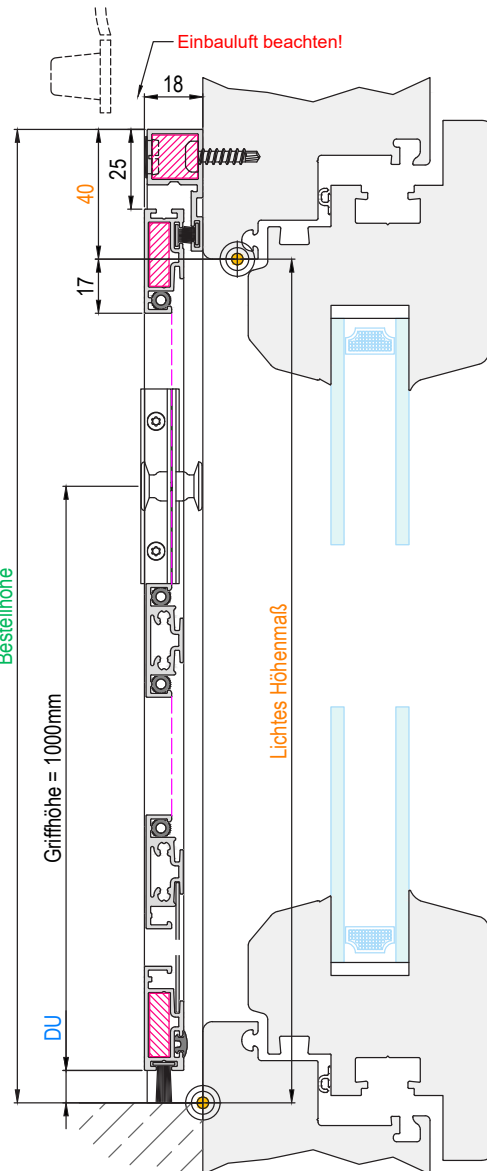 Einbauluft beachten!
18
25
40
17
Bestellhöhe
Griffhöhe = 1000mm
Lichtes Höhenmaß
DU